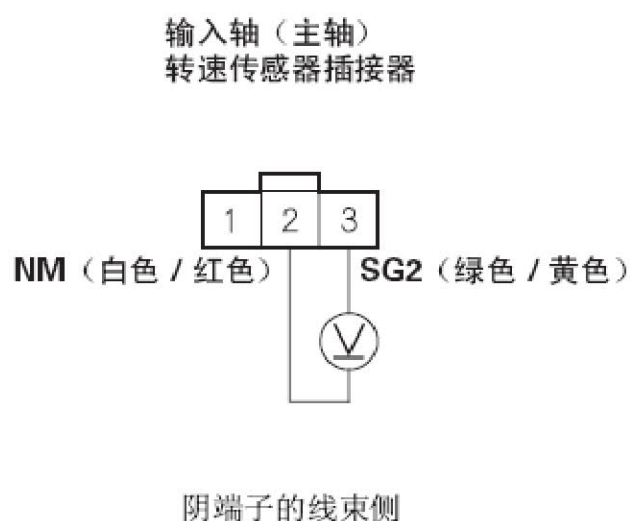 输入轴（主轴）
转速传感器插接器
1 2 3
NM（白色 / 红色） SG2（绿色 / 黄色）
V
阴端子的线束侧